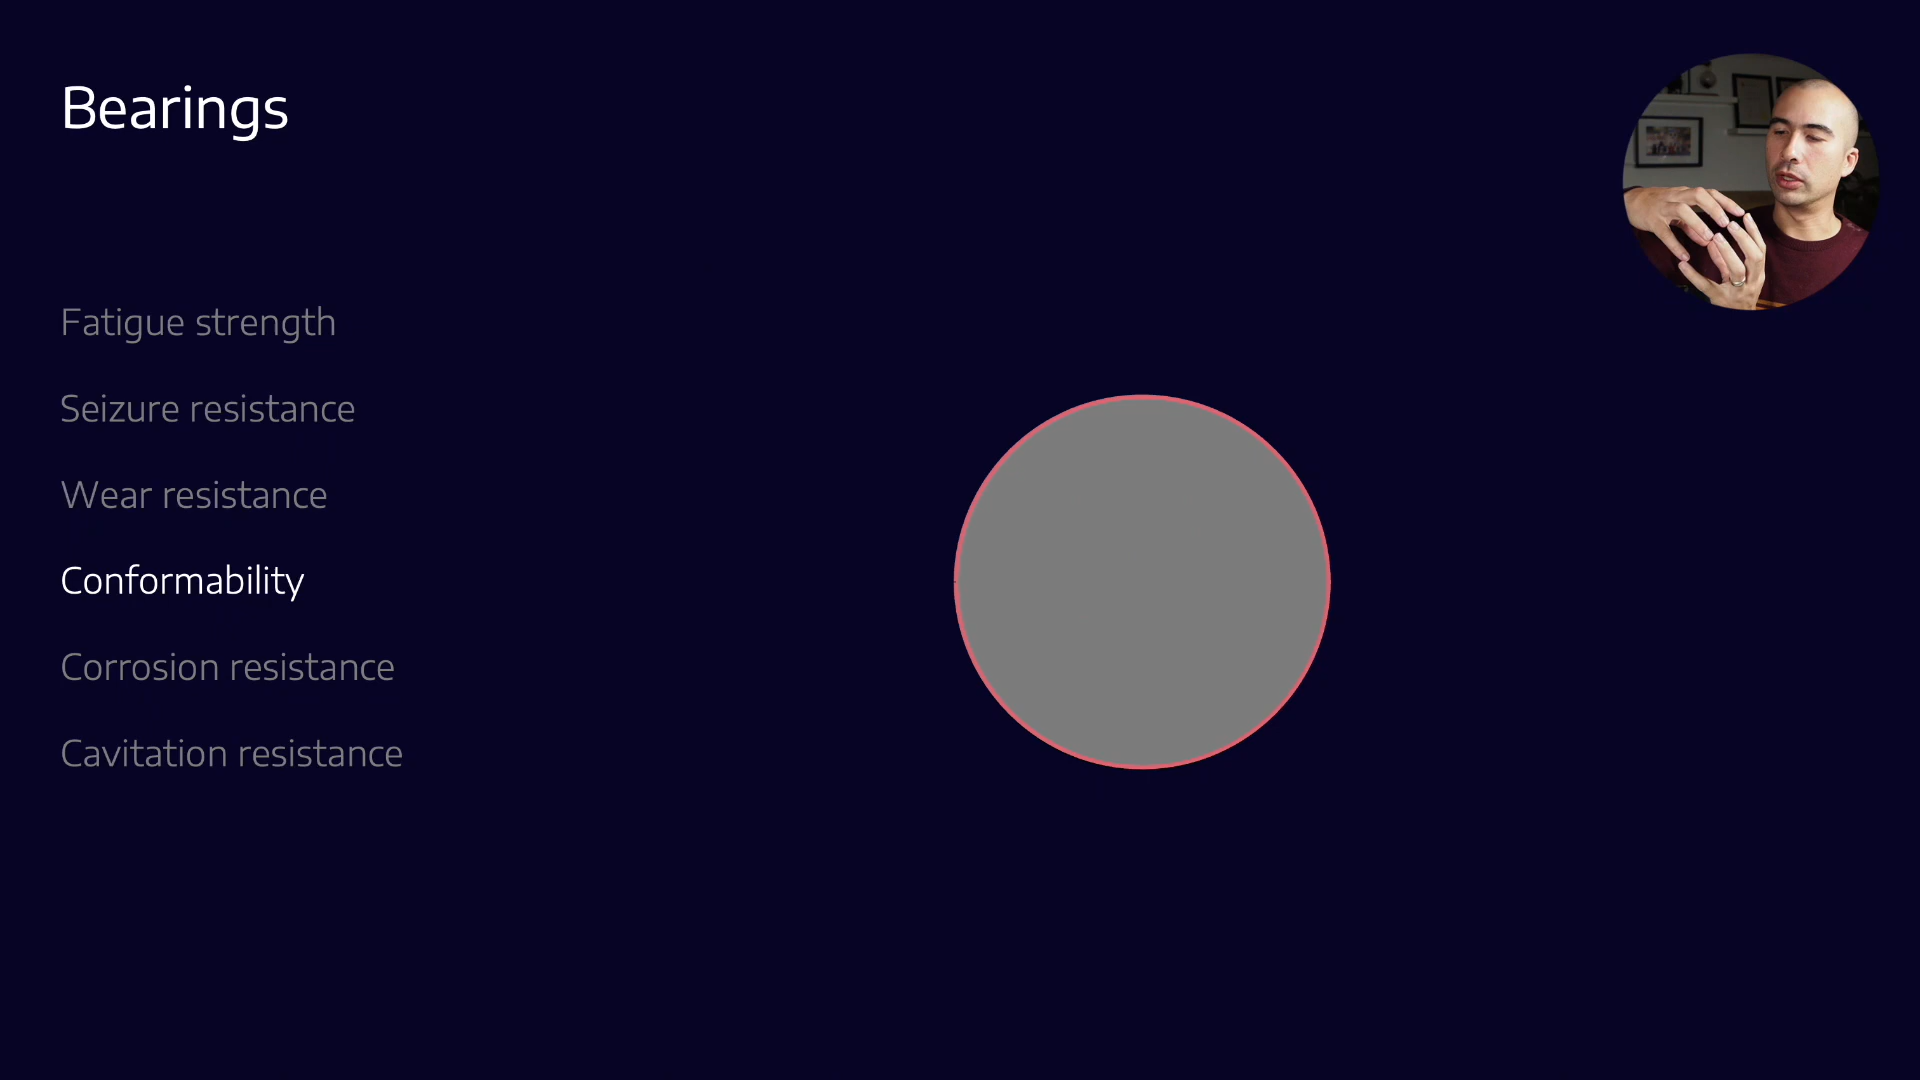 Bearings
Fatigue strength
Seizure resistance
Wear resistance
Conformability
Corrosion resistance
Cavitation resistance